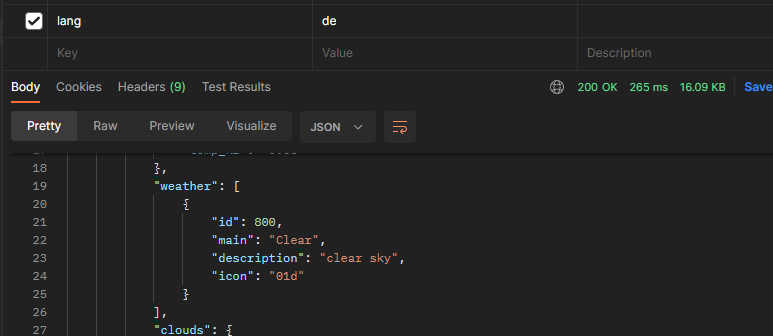 lang de
Key Value Description
Body Cookies Headers (9) Test Results 200 OK 265 ms 16.09 KB Save
Pretty Raw Preview Visualize JSON
18 },
19 "weather": [
20 {
21 "id": 800,
22 "main": "Clear",
23 "description": "clear sky",
24 "icon": "01d"
25 }
26 ],
27 "clouds": {